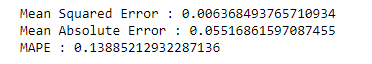 Mean Squared Error : 0.006368493765710934
Mean Absolute Error : 0.05516861597087455
MAPE : 0.13885212932287136